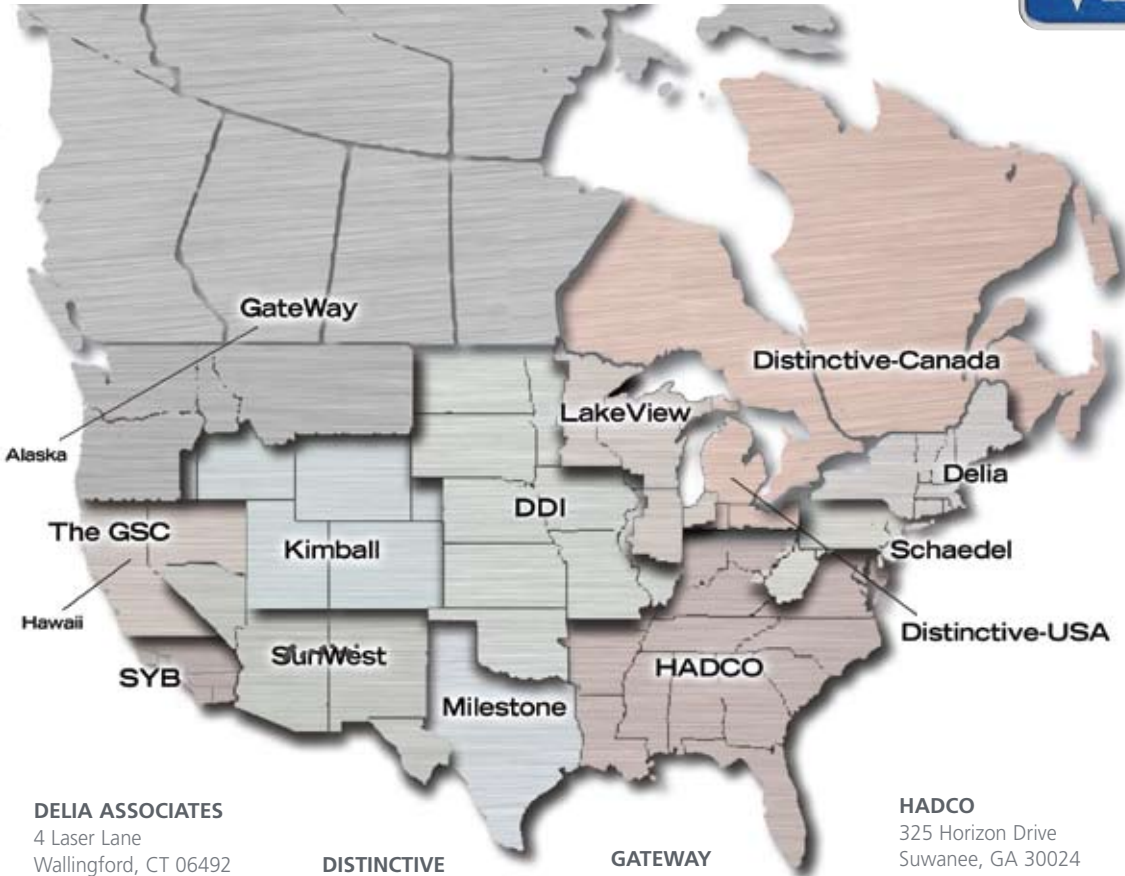 GateWay
Distinctive-Canada
LakeView
Alaska
Delia
DDI
The GSC
Kimball
Schaedel
Hawaii
Distinctive-USA
SunWest
HADCO
SYB
Milestone
DELIA ASSOCIATES
4 Laser Lane
Wallingford, CT 06492
DISTINCTIVE
GATEWAY
HADCO
325 Horizon Drive
Suwanee, GA 30024